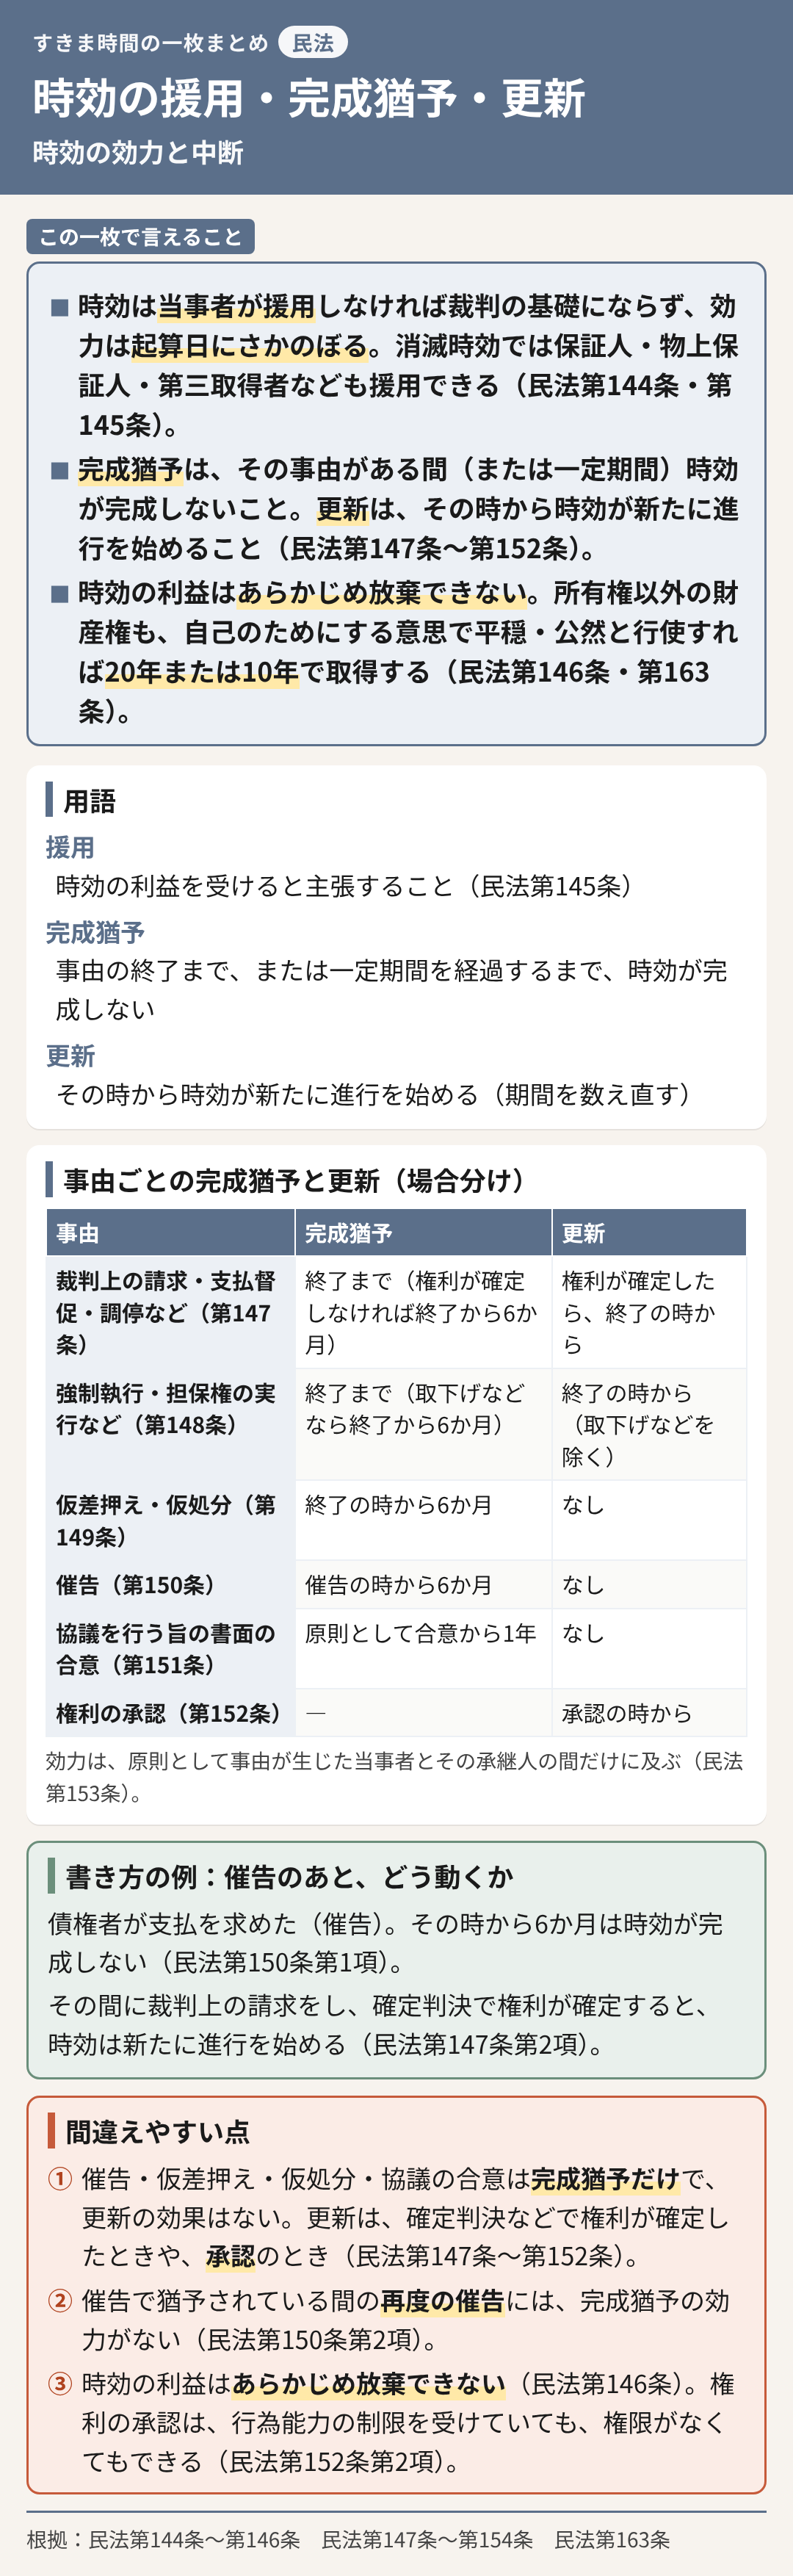 すきま時間の一枚まとめ 民法
時効の援用・完成猶予・更新
時効の効力と中断
この一枚で言えること
■ 時効は当事者が援用しなければ裁判の基礎にならず、効
力は起算日にさかのぼる。消滅時効では保証人・物上保
証人・第三取得者なども援用できる（民法第144条・第
145条）。
■ 完成猶予は、その事由がある間（または一定期間）時効
が完成しないこと。更新は、その時から時効が新たに進
行を始めること（民法第147条〜第152条）。
■ 時効の利益はあらかじめ放棄できない。所有権以外の財
産権も、自己のためにする意思で平穏・公然と行使すれ
ば20年または10年で取得する（民法第146条・第163
条）。
用語
援用
時効の利益を受けると主張すること（民法第145条）
完成猶予
事由の終了まで、または一定期間を経過するまで、時効が完
成しない
更新
その時から時効が新たに進行を始める（期間を数え直す）
事由ごとの完成猶予と更新（場合分け）
事由 完成猶予 更新
裁判上の請求・支払督 終了まで（権利が確定 権利が確定した
促・調停など（第147 しなければ終了から6か ら、終了の時か
条） 月） ら
強制執行・担保権の実 終了まで（取下げなど 終了の時から
行など（第148条） なら終了から6か月） （取下げなどを
除く）
仮差押え・仮処分（第 終了の時から6か月 なし
149条）
催告（第150条） 催告の時から6か月 なし
協議を行う旨の書面の 原則として合意から1年 なし
合意（第151条）
権利の承認（第152条） — 承認の時から
効力は、原則として事由が生じた当事者とその承継人の間だけに及ぶ（民法
第153条）。
書き方の例：催告のあと、どう動くか
債権者が支払を求めた（催告）。その時から6か月は時効が完
成しない（民法第150条第1項）。
その間に裁判上の請求をし、確定判決で権利が確定すると、
時効は新たに進行を始める（民法第147条第2項）。
間違えやすい点
① 催告・仮差押え・仮処分・協議の合意は完成猶予だけで、
更新の効果はない。更新は、確定判決などで権利が確定し
たときや、承認のとき（民法第147条〜第152条）。
② 催告で猶予されている間の再度の催告には、完成猶予の効
力がない（民法第150条第2項）。
③ 時効の利益はあらかじめ放棄できない（民法第146条）。権
利の承認は、行為能力の制限を受けていても、権限がなく
てもできる（民法第152条第2項）。
根拠：民法第144条〜第146条 民法第147条〜第154条 民法第163条